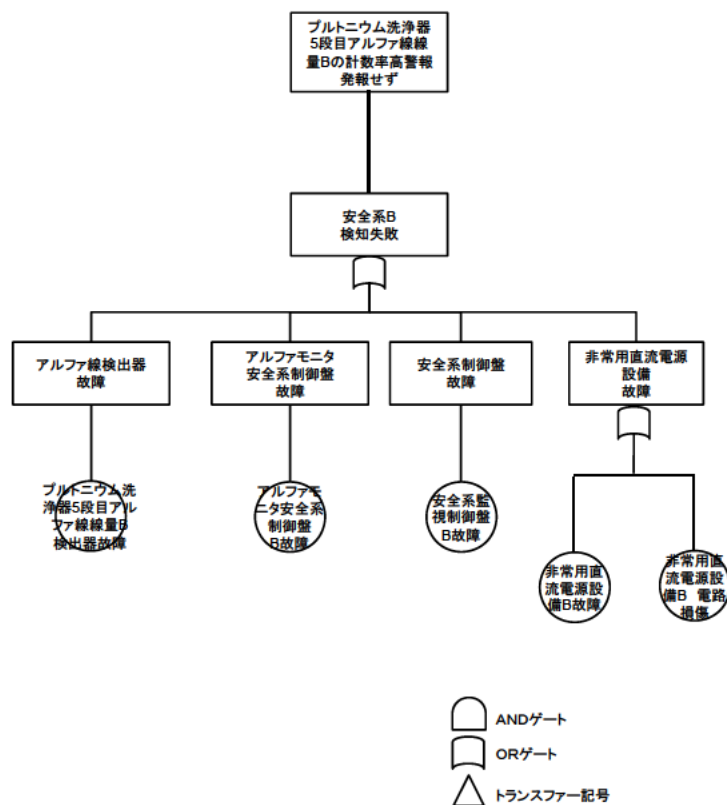 プルトニウム洗浄器
5段目アルファ線線
量Bの計数率高警報
発報せず
安全系B
検知失敗
アルファ線検出器
故障
アルファモニタ
安全系制御盤
故障
安全系制御盤
故障
非常用直流電源
設備
故障
プルトニウム洗
浄器5段目アル
ファ線線量B
検出器故障
アルファモ
ニタ安全系
制御盤
B故障
安全系監
視制御盤
B故障
非常用直
流電源設
備B故障
非常用直
流電源設
備B 電路
損傷
ANDゲート
ORゲート
トランスファー記号